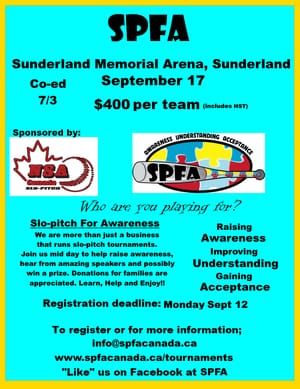 SPFA
Sunderland Memorial Arena, Sunderland
Co-ed
7/3
September 17
$400 per team (includes HST)
Sponsored by:
NSA
Canada
SLO-PITCH
AWARENESS UNDERSTANDING ACCEPTANCE
SPFA
Who are you playing for?
Slo-pitch For Awareness
We are more than just a business
that runs slo-pitch tournaments.
Join us mid day to help raise awareness,
hear from amazing speakers and possibly
win a prize. Donations for families are
appreciated. Learn, Help and Enjoy!!
Raising
Awareness
Improving
Understanding
Gaining
Acceptance
Registration deadline: Monday Sept 12
To register or for more information;
info@spfacanada.ca
www.spfacanada.ca/tournaments
"Like" us on Facebook at SPFA